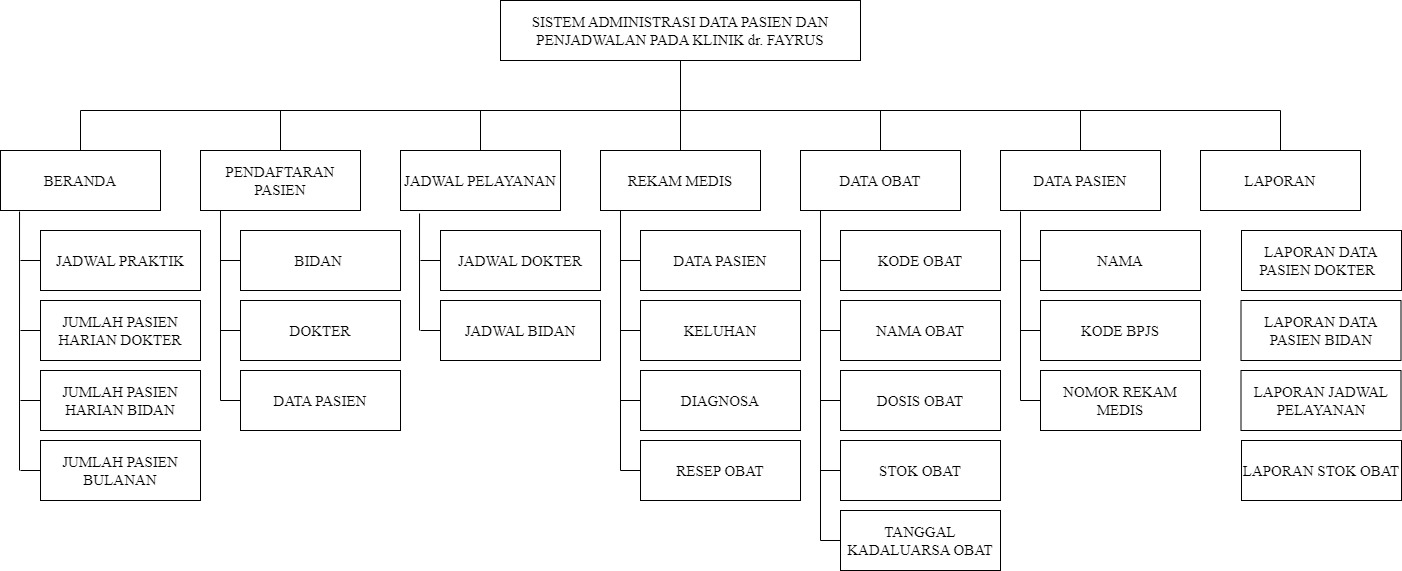 SISTEM ADMINISTRASI DATA PASIEN DAN
PENJADWALAN PADA KLINIK dr. FAYRUS
BERANDA
JADWAL PRAKTIK
JUMLAH PASIEN
HARIAN DOKTER
JUMLAH PASIEN
HARIAN BIDAN
JUMLAH PASIEN
BULANAN
PENDAFTARAN
PASIEN
BIDAN
DOKTER
DATA PASIEN
JADWAL PELAYANAN
JADWAL DOKTER
JADWAL BIDAN
REKAM MEDIS
DATA PASIEN
KELUHAN
DIAGNOSA
RESEP OBAT
DATA OBAT
KODE OBAT
NAMA OBAT
DOSIS OBAT
STOK OBAT
TANGGAL
KADALUARSA OBAT
DATA PASIEN
NAMA
KODE BPJS
NOMOR REKAM
MEDIS
LAPORAN
LAPORAN DATA
PASIEN DOKTER
LAPORAN DATA
PASIEN BIDAN
LAPORAN JADWAL
PELAYANAN
LAPORAN STOK OBAT